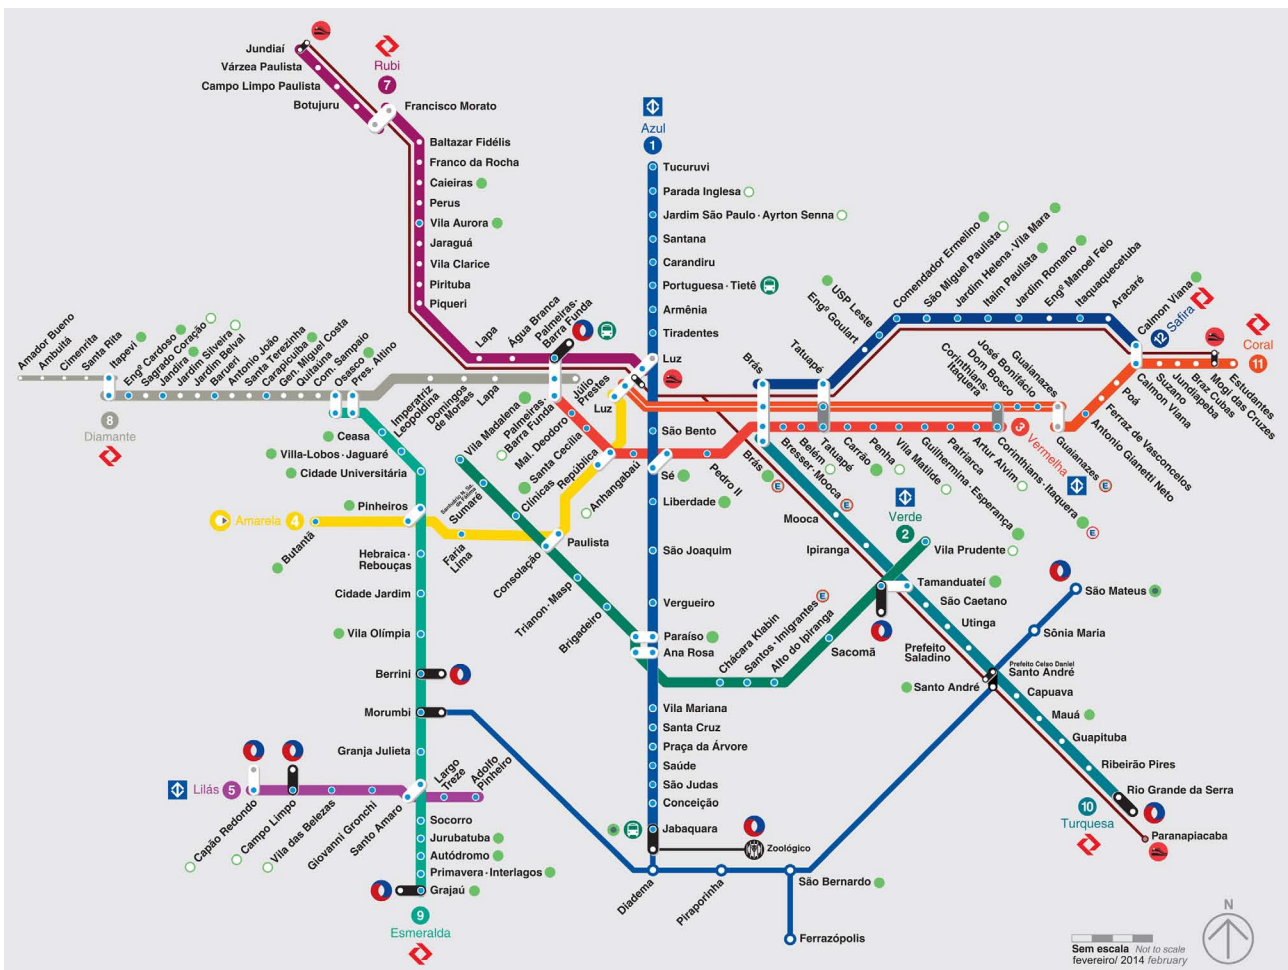 Jundiaí
Várzea Paulista
Campo Limpo Paulista
Botujuru
Rubi
7
Francisco Morato
Baltazar Fidélis
Franco da Rocha
Caieiras
Perus
Vila Aurora
Jaraguá
Vila Clarice
Pirituba
Piqueri
Lapa
Água Branca
Palmeiras-
Barra Funda
Azul
1
Tucuruvi
Parada Inglesa
Jardim São Paulo · Ayrton Senna
Santana
Carandiru
Portuguesa · Tietê
Armênia
Tiradentes
Luz
São Bento
Sé
Liberdade
São Joaquim
Vergueiro
Paraíso
Ana Rosa
Vila Mariana
Santa Cruz
Praça da Árvore
Saúde
São Judas
Conceição
Jabaquara
Zoológico
Amador Bueno
Ambuitá
Cimenrita
Santa Rita
Itapevi
Engº Cardoso
Sagrado Coração
Jandira
Jardim Silveira
Jardim Belval
Barueri
Antonio João
Santa Terezinha
Carapicuíba
Gen. Miguel Costa
Quitaúna
Com. Sampaio
Osasco
Pres. Altino
Imperatriz
Leopoldina
Domingos
de Moraes
Lapa
Júlio
Prestes
8
Diamante
Luz
Ceasa
Villa-Lobos · Jaguaré
Cidade Universitária
Pinheiros
Hebraica ·
Rebouças
Cidade Jardim
Vila Olímpia
Berrini
Morumbi
Granja Julieta
Santo Amaro
Socorro
Jurubatuba
Autódromo
Primavera · Interlagos
Grajaú
9
Esmeralda
Amarela 4
Butantã
Faria
Lima
Paulista
República
Vila Madalena
Santuário N. Sa.
de Fátima
Sumaré
Clínicas
Consolação
Trianon · Masp
Brigadeiro
Chácara Klabin
Santos · Imigrantes
Alto do Ipiranga
Sacomã
Tamanduateí
Vila Prudente
Verde
2
Palmeiras-
Barra Funda
Mal. Deodoro
Santa Cecília
Anhangabaú
Pedro II
Brás
Bresser · Mooca
Belém
Tatuapé
Carrão
Penha
Vila Matilde
Guilhermina · Esperança
Patriarca
Artur Alvim
Corinthians · Itaquera
3
Vermelha
Brás
Tatuapé
Engº Goulart
USP Leste
Comendador Ermelino
São Miguel Paulista
Jardim Helena · Vila Mara
Itaim Paulista
Jardim Romano
Engº Manoel Feio
Itaquaquecetuba
Aracaré
Calmon Viana
12
Safira
Coral
11
Corinthians-
Itaquera
Dom Bosco
Jose Bonifácio
Guaianazes
Guaianazes
Antonio Gianetti Neto
Ferraz de Vasconcelos
Poá
Calmon Viana
Suzano
Jundiapeba
Braz Cubas
Mogi das Cruzes
Estudantes
Mooca
Ipiranga
São Caetano
Utinga
Prefeito
Saladino
Prefeito Celso Daniel
Santo André
Santo André
Capuava
Mauá
Guapituba
Ribeirão Pires
Rio Grande da Serra
Paranapiacaba
10
Turquesa
São Mateus
Sônia Maria
São Bernardo
Ferrazópolis
Piraporinha
Diadema
Lilás 5
Capão Redondo
Campo Limpo
Vila das Belezas
Giovanni Gronchi
Largo
Treze
Adolfo
Pinheiro
E
E
E
E
E
N
Sem escala Not to scale
fevereiro/ 2014 february